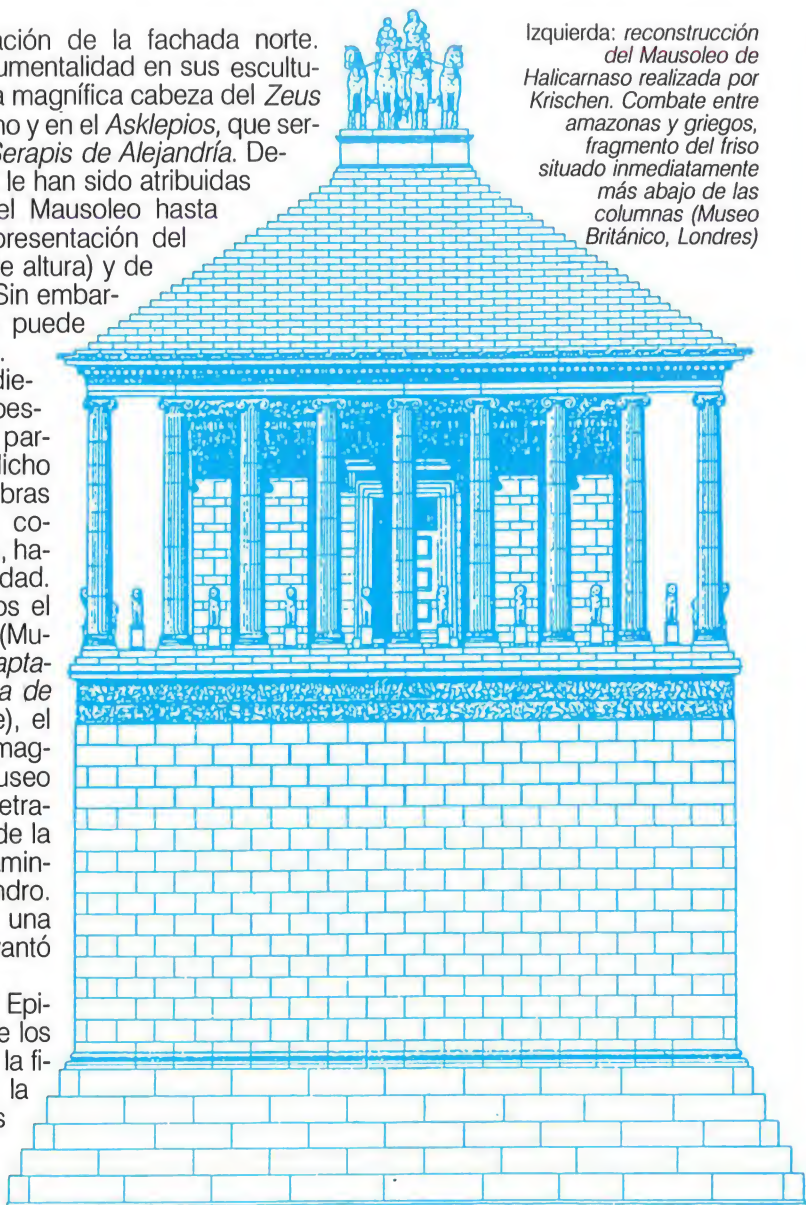 ación de la fachada norte.
umentalidad en sus escultu-
a magnífica cabeza del Zeus
no y en el Asklepios, que ser-
Serapis de Alejandría. De-
le han sido atribuidas
el Mausoleo hasta
presentación del
e altura) y de
Sin embar-
puede
die-
bes-
par-
dicho
bras
co-
, ha-
dad.
os el
(Mu-
apta-
a de
e), el
mag-
useo
etra-
de la
amin-
ndro.
una
vantó
Epi-
e los
la fi-
la
s
Izquierda: reconstrucción
del Mausoleo de
Halicarnaso realizada por
Krischen. Combate entre
amazonas y griegos,
fragmento del friso
situado inmediatamente
más abajo de las
columnas (Museo
Británico, Londres)